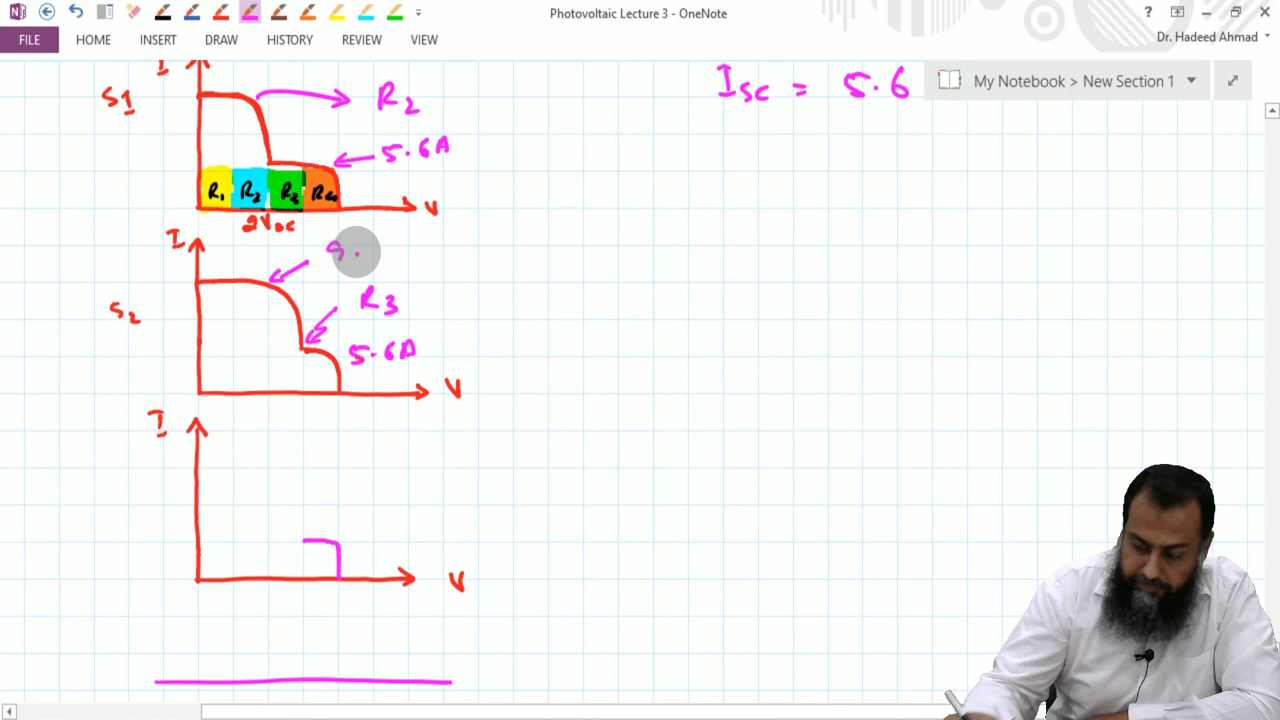 Photovoltaic Lecture 3 - OneNote
Dr. Hadeed Ahmad
FILE HOME INSERT DRAW HISTORY REVIEW VIEW
My Notebook > New Section 1
Isc = 5.6
I
S1
R2
5.6A
R1 R2 R3 R4
V
2Voc
I
9.
S2
R3
5.6A
V
I
V